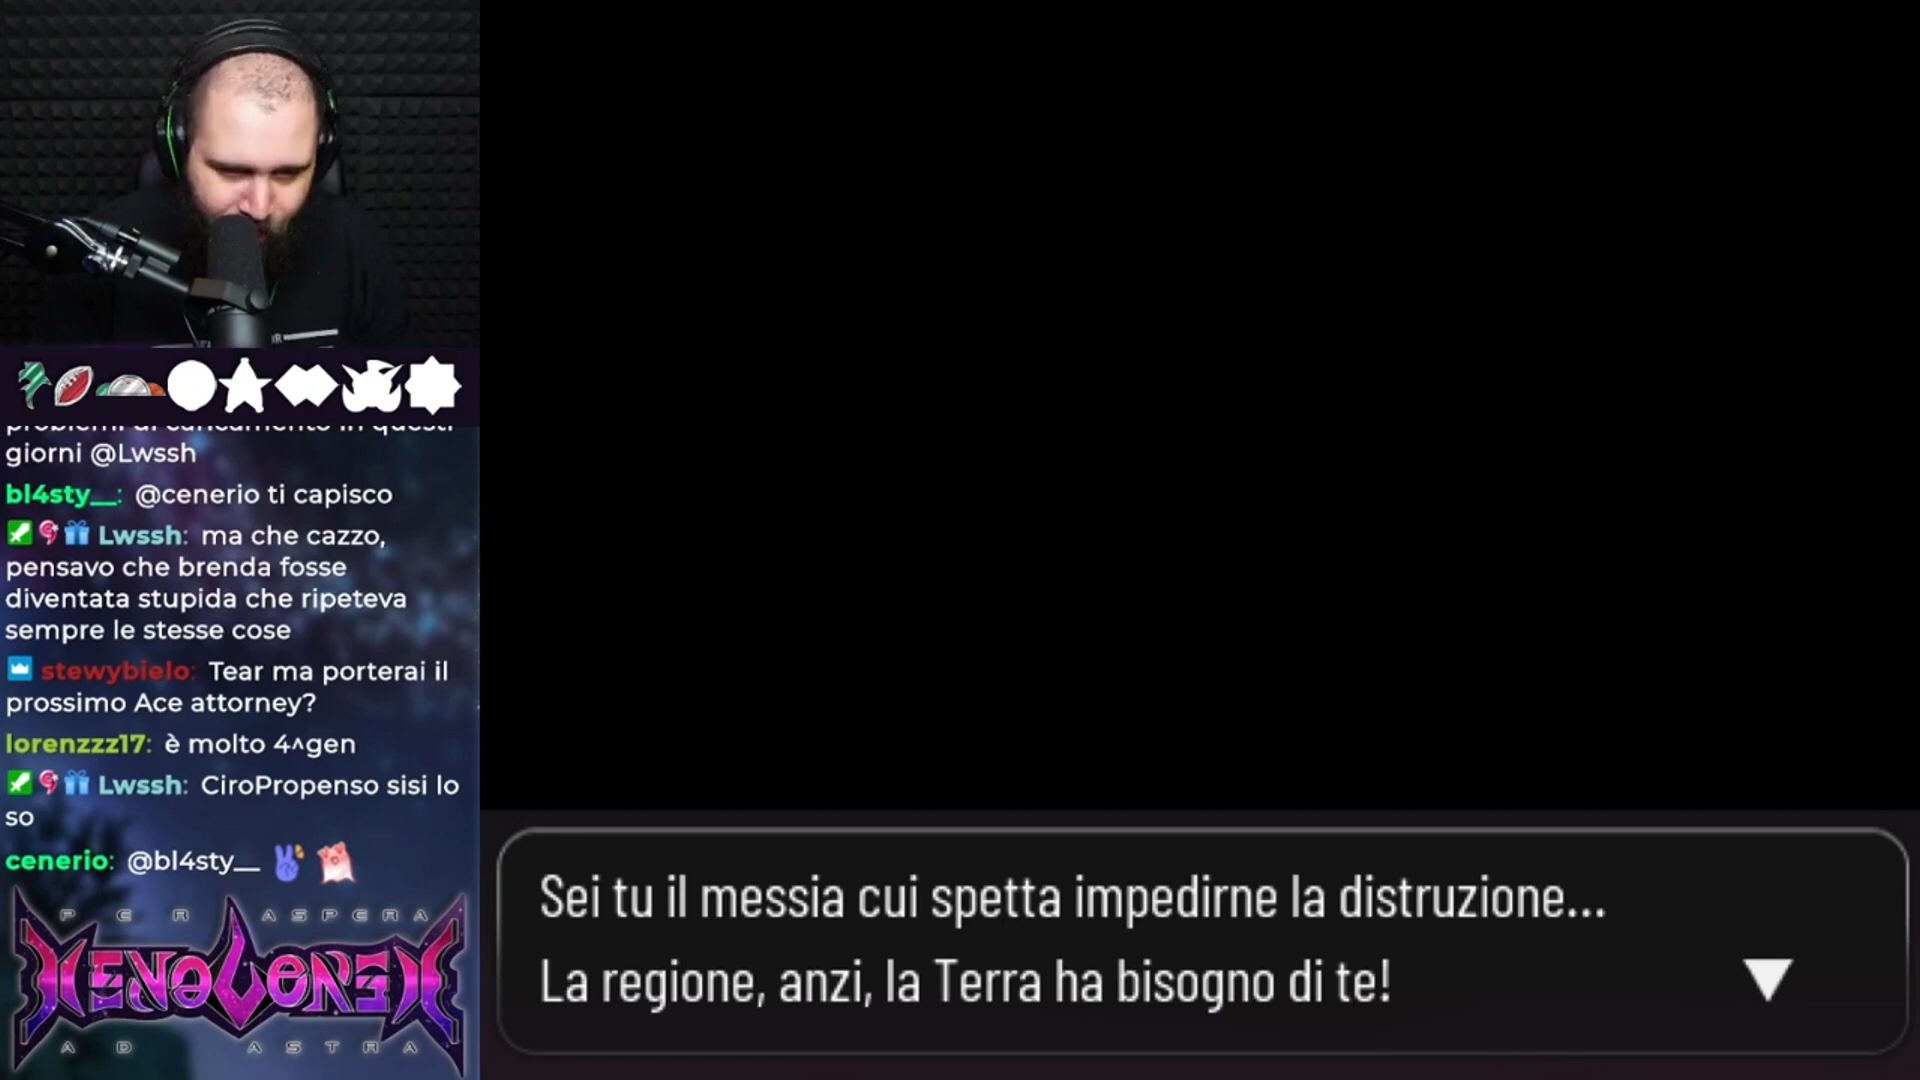 giorni @Lwssh
bl4sty__: @cenerio ti capisco
Lwssh: ma che cazzo,
pensavo che brenda fosse
diventata stupida che ripeteva
sempre le stesse cose
stewybielo: Tear ma porterai il
prossimo Ace attorney?
lorenzzz17: è molto 4^gen
Lwssh: CiroPropenso sisi lo
so
cenerio: @bl4sty__
PER ASPERA
XENOVERSE
AD ASTRA
Sei tu il messia cui spetta impedirne la distruzione...
La regione, anzi, la Terra ha bisogno di te!